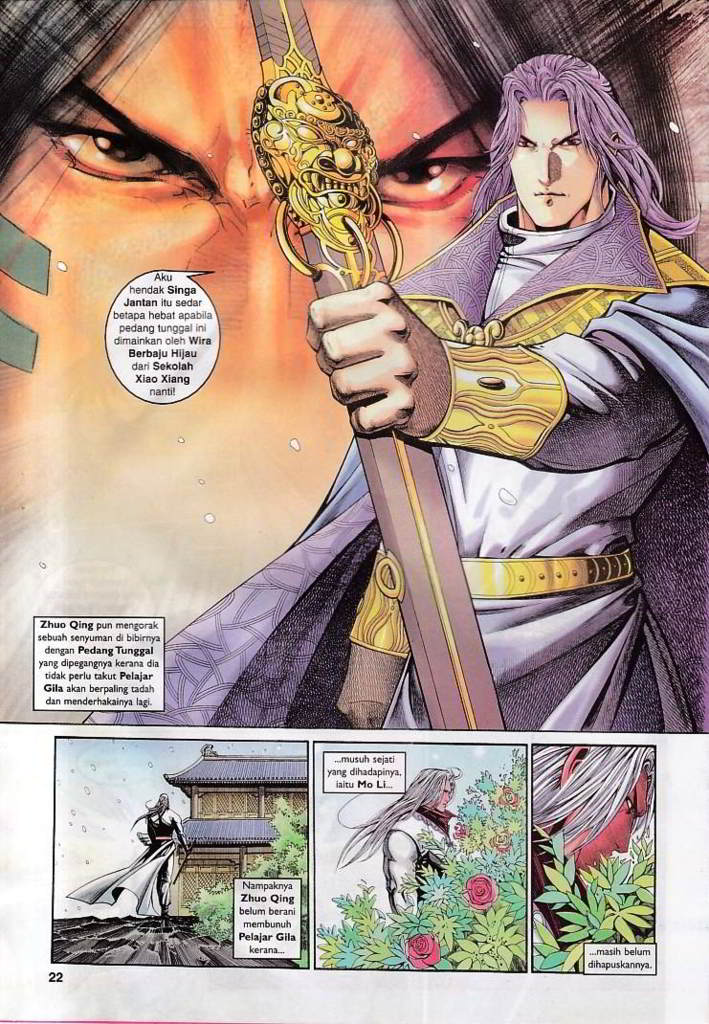 Aku
hendak Singa
Jantan itu sedar
betapa hebat apabila
pedang tunggal ini
dimainkan oleh Wira
Berbaju Hijau
dari Sekolah
Xiao Xiang
nanti!
Zhuo Qing pun mengorak
sebuah senyuman di bibirnya
dengan Pedang Tunggal
yang dipegangnya kerana dia
tidak perlu takut Pelajar
Gila akan berpaling tadah
dan menderhakainya lagi.
Nampaknya
Zhuo Qing
belum berani
membunuh
Pelajar Gila
kerana...
...musuh sejati
yang dihadapinya,
iaitu Mo Li...
...masih belum
dihapuskannya.
22